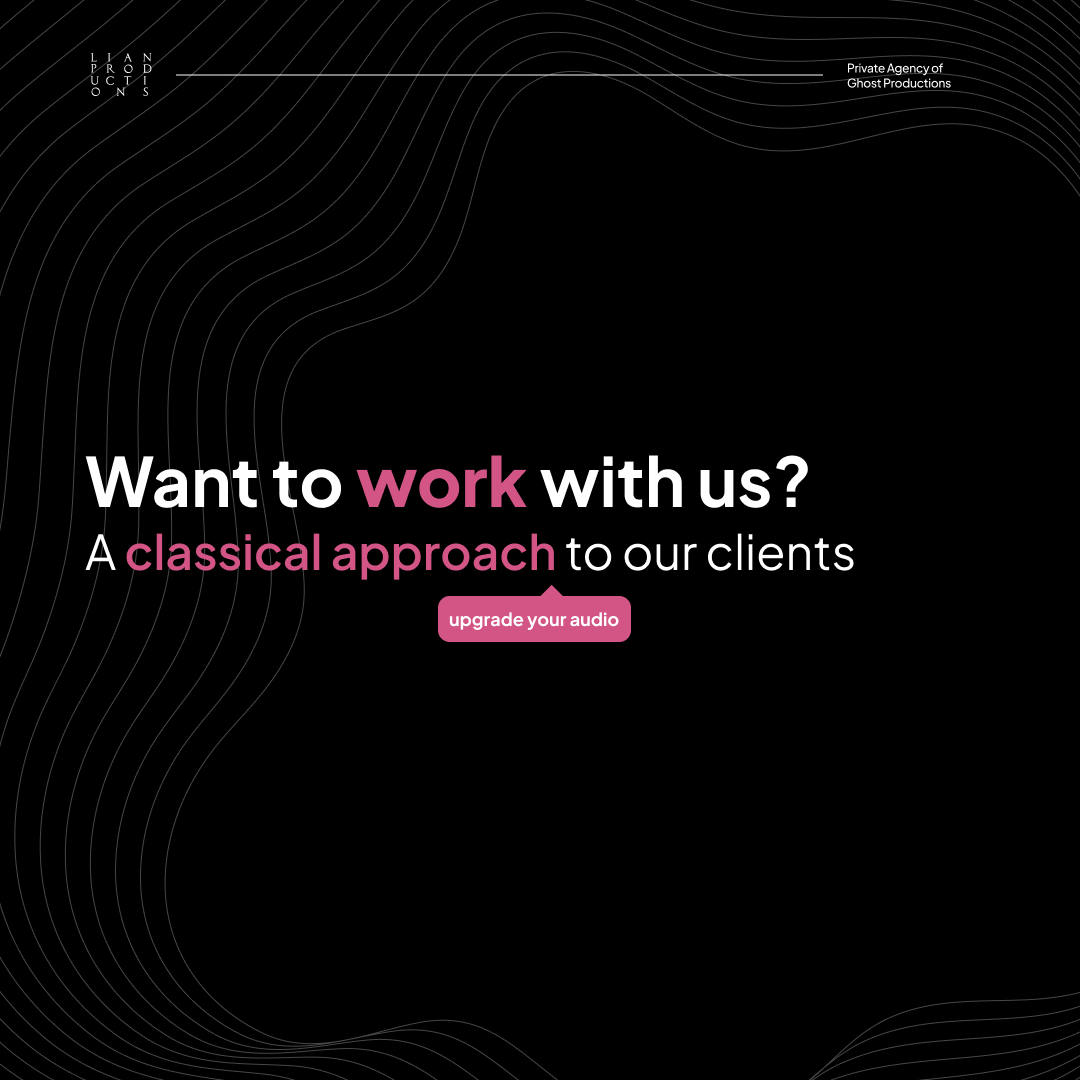 L I A N
P R O D
U C T I
O N S
Private Agency of
Ghost Productions
Want to work with us?
A classical approach to our clients
upgrade your audio